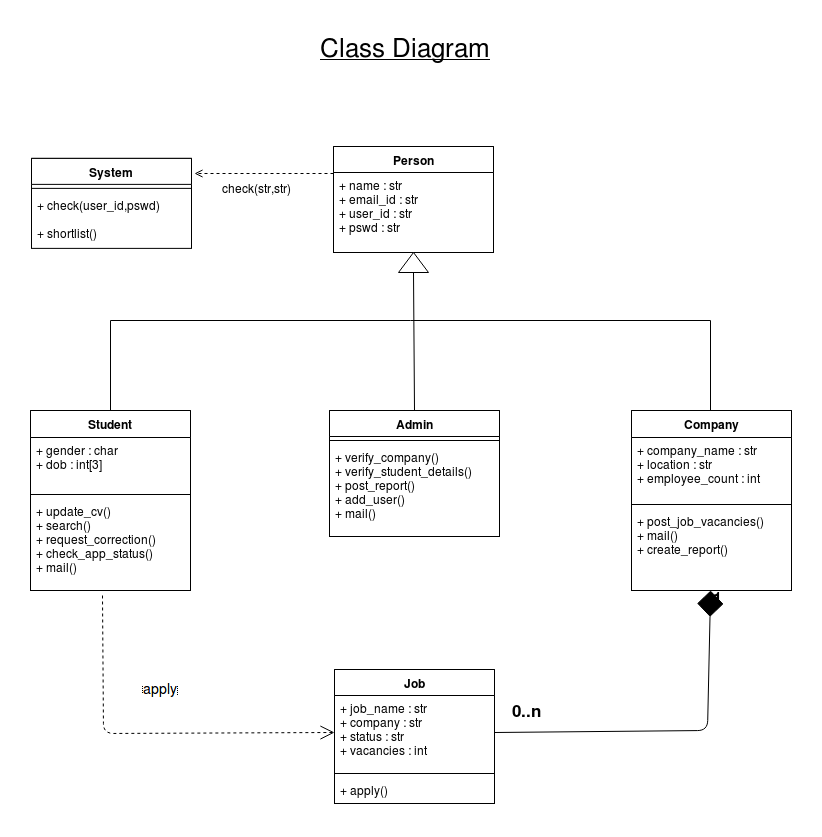 Class Diagram
System
+ check(user_id,pswd)
+ shortlist()
check(str,str)
Person
+ name : str
+ email_id : str
+ user_id : str
+ pswd : str
Student
+ gender : char
+ dob : int[3]
+ update_cv()
+ search()
+ request_correction()
+ check_app_status()
+ mail()
Admin
+ verify_company()
+ verify_student_details()
+ post_report()
+ add_user()
+ mail()
Company
+ company_name : str
+ location : str
+ employee_count : int
+ post_job_vacancies()
+ mail()
+ create_report()
apply
Job
+ job_name : str
+ company : str
+ status : str
+ vacancies : int
+ apply()
0..n